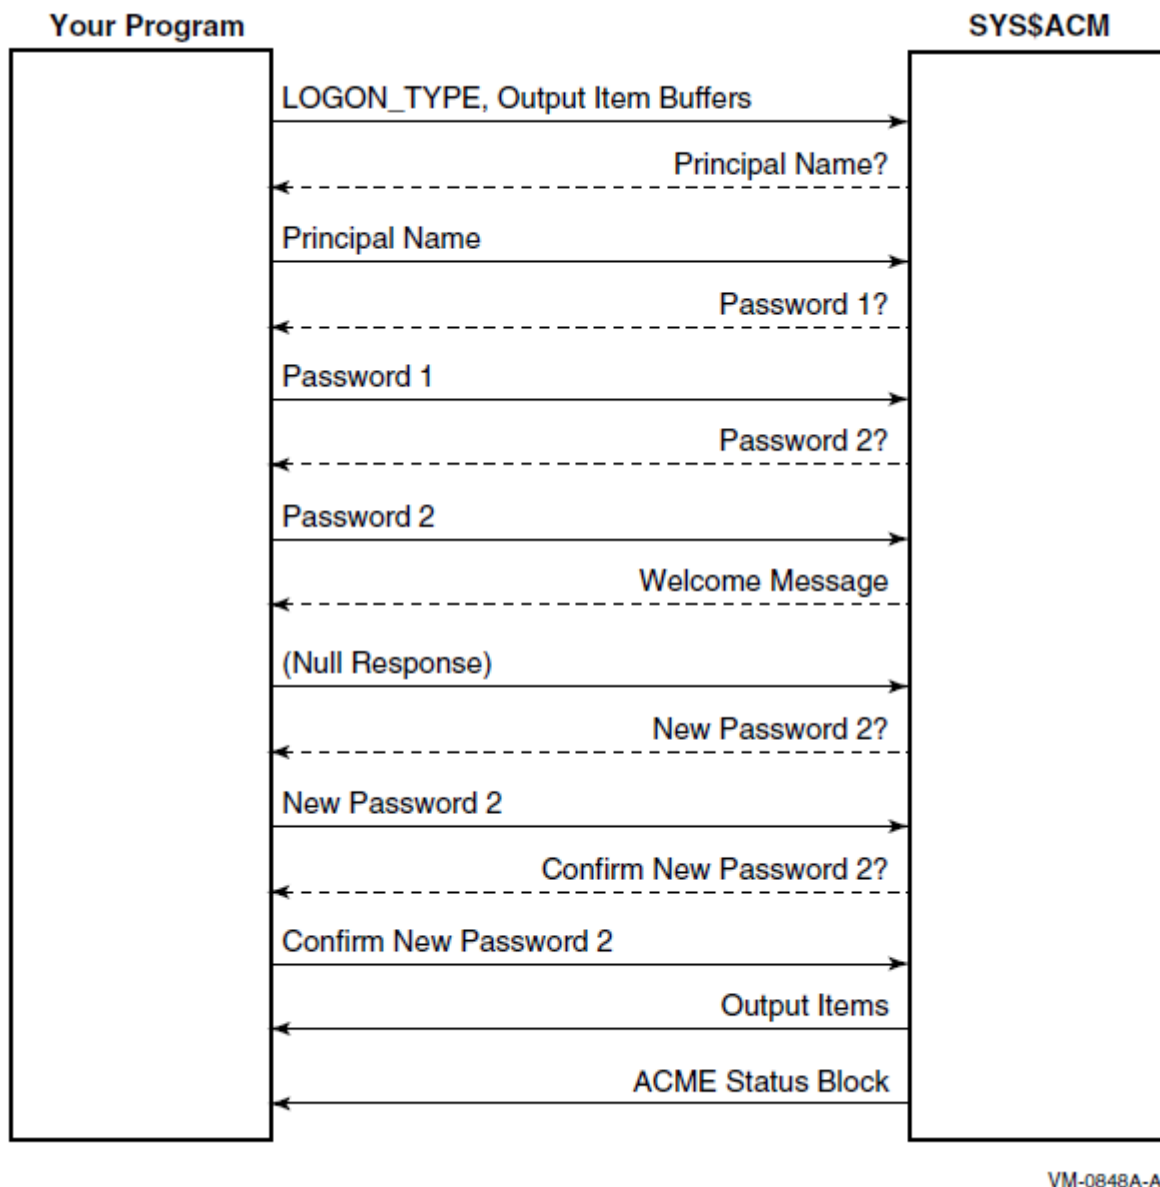 Your Program
SYS$ACM
LOGON_TYPE, Output Item Buffers
Principal Name?
Principal Name
Password 1?
Password 1
Password 2?
Password 2
Welcome Message
(Null Response)
New Password 2?
New Password 2
Confirm New Password 2?
Confirm New Password 2
Output Items
ACME Status Block
VM-0848A-A